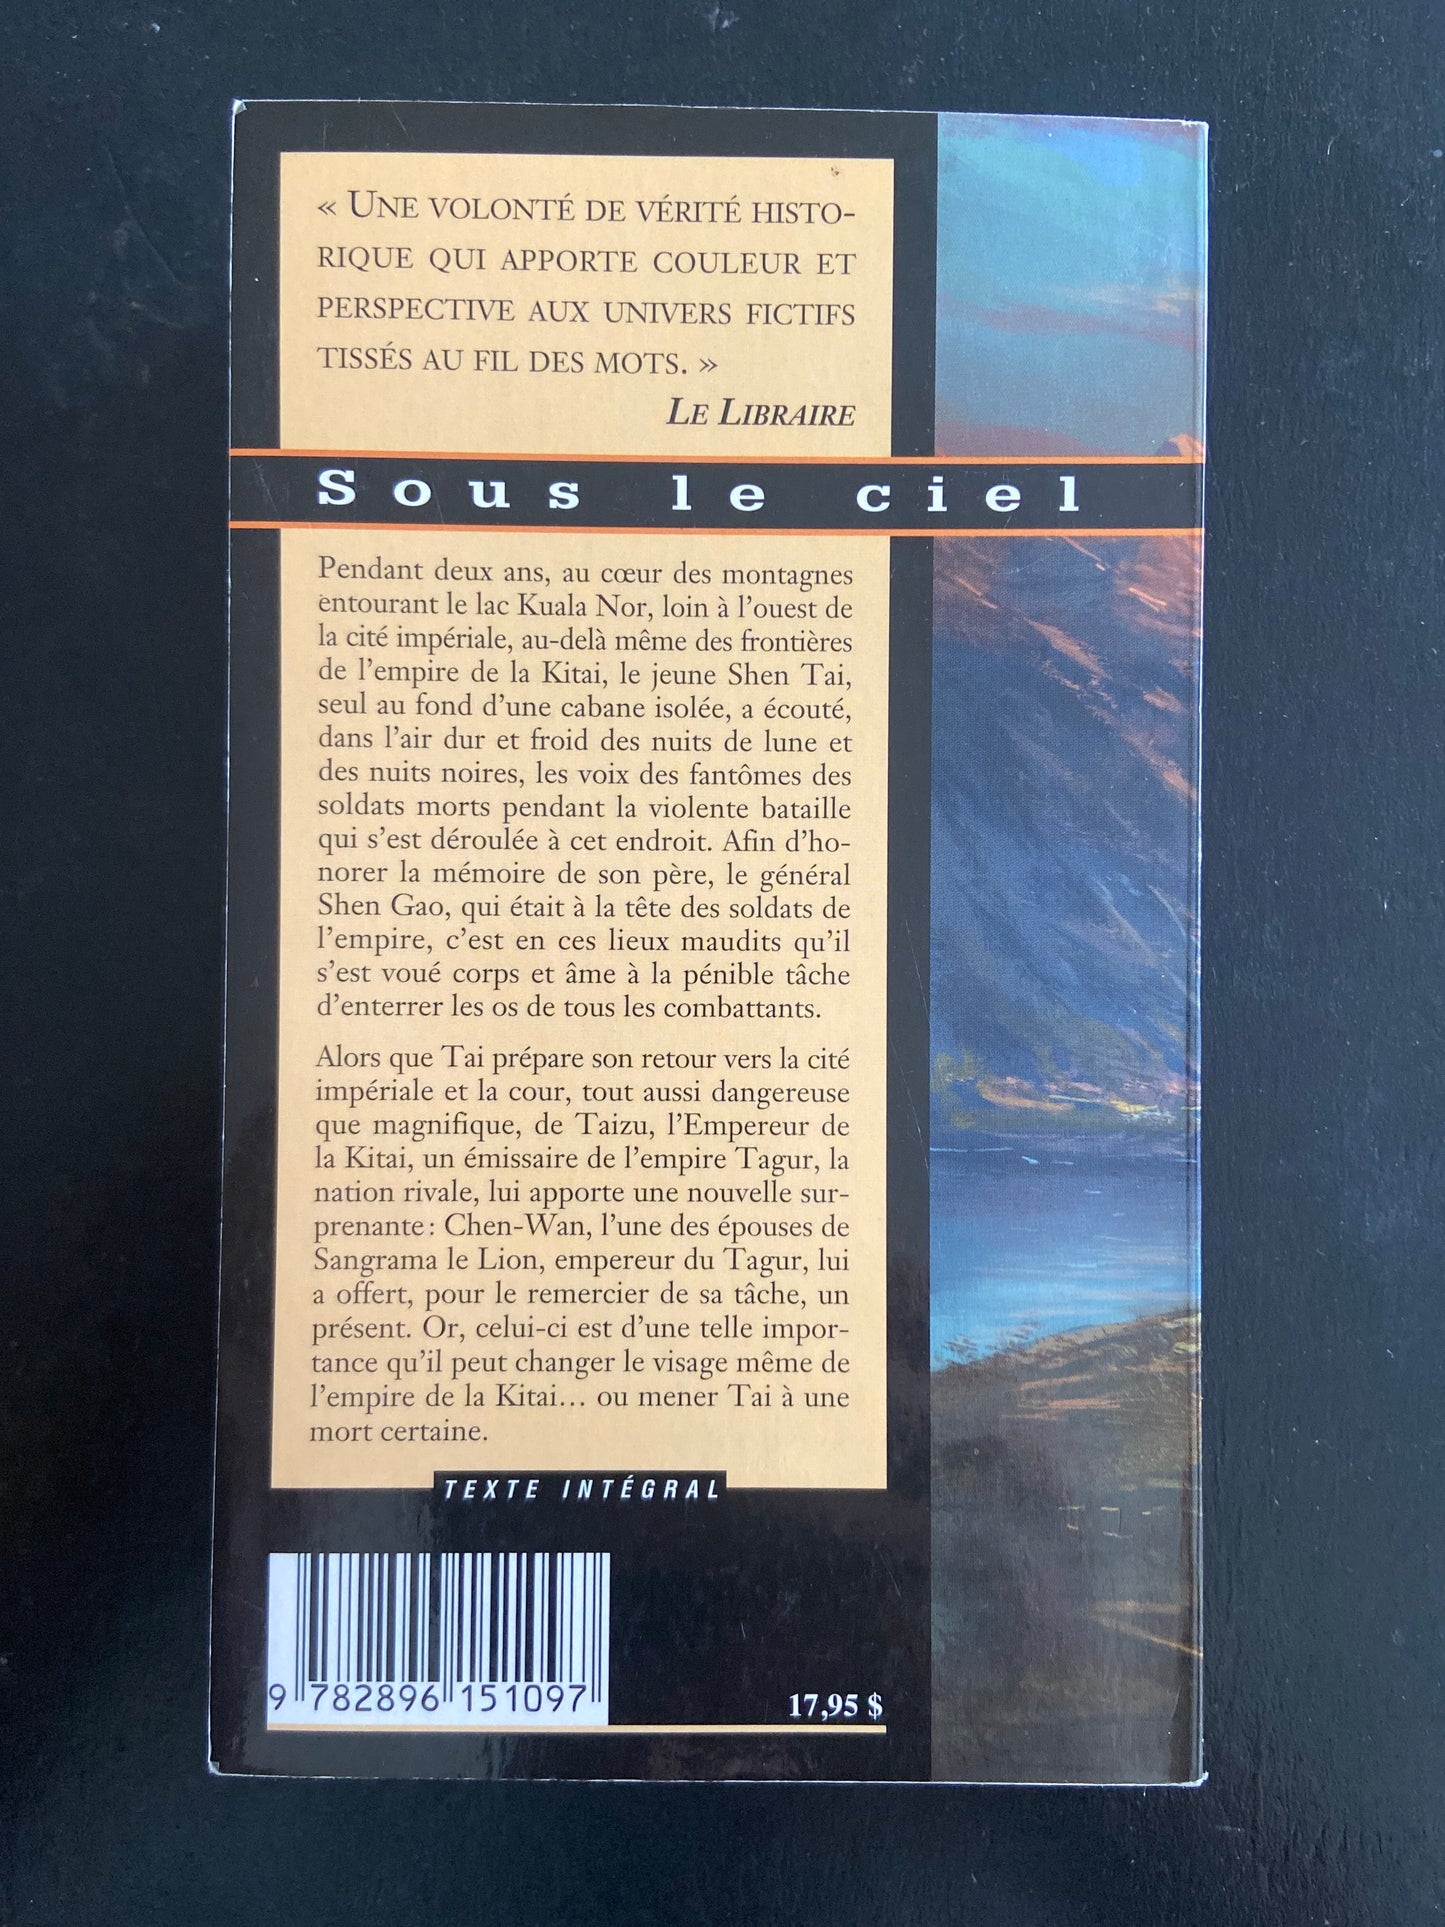 « UNE VOLONTÉ DE VÉRITÉ HISTO-
RIQUE QUI APPORTE COULEUR ET
PERSPECTIVE AUX UNIVERS FICTIFS
TISSÉS AU FIL DES MOTS. »
LE LIBRAIRE
Sous le ciel
Pendant deux ans, au cœur des montagnes
entourant le lac Kuala Nor, loin à l'ouest de
la cité impériale, au-delà même des frontières
de l'empire de la Kitai, le jeune Shen Tai,
seul au fond d'une cabane isolée, a écouté,
dans l'air dur et froid des nuits de lune et
des nuits noires, les voix des fantômes des
soldats morts pendant la violente bataille
qui s'est déroulée à cet endroit. Afin d'ho-
norer la mémoire de son père, le général
Shen Gao, qui était à la tête des soldats de
l'empire, c'est en ces lieux maudits qu'il
s'est voué corps et âme à la pénible tâche
d'enterrer les os de tous les combattants.
Alors que Tai prépare son retour vers la cité
impériale et la cour, tout aussi dangereuse
que magnifique, de Taizu, l'Empereur de
la Kitai, un émissaire de l'empire Tagur, la
nation rivale, lui apporte une nouvelle sur-
prenante : Chen-Wan, l'une des épouses de
Sangrama le Lion, empereur du Tagur, lui
a offert, pour le remercier de sa tâche, un
présent. Or, celui-ci est d'une telle impor-
tance qu'il peut changer le visage même de
l'empire de la Kitai… ou mener Tai à une
mort certaine.
TEXTE INTÉGRAL
9 782896 151097
17,95 $